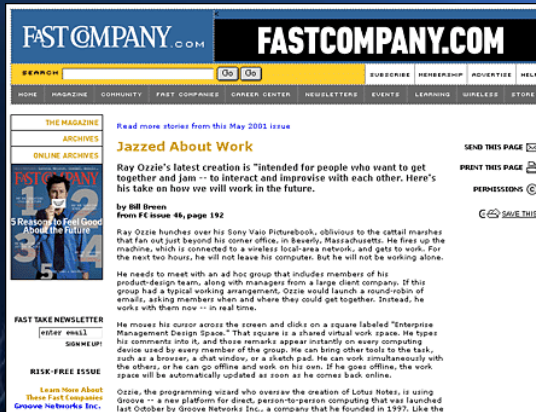 FAST COMPANY.COM
FASTCOMPANY.COM
SEARCH Go Go
SUBSCRIBE MEMBERSHIP ADVERTISE HEL
HOME MAGAZINE COMMUNITY FAST COMPANIES CAREER CENTER NEWSLETTERS EVENTS LEARNING WIRELESS STORE
THE MAGAZINE
ARCHIVES
ONLINE ARCHIVES
FAST COMPANY
1 2 3 4 5
5 Reasons to Feel Good
About the Future
FAST TAKE NEWSLETTER
enter email
SIGN ME UP!
RISK-FREE ISSUE
Learn More About
These Fast Companies
Groove Networks Inc.
Read more stories from this May 2001 issue
Jazzed About Work
Ray Ozzie's latest creation is "intended for people who want to get
together and jam -- to interact and improvise with each other. Here's
his take on how we will work in the future.
by Bill Breen
from FC issue 46, page 192
Ray Ozzie hunches over his Sony Vaio Picturebook, oblivious to the cattail marshes
that fan out just beyond his corner office, in Beverly, Massachusetts. He fires up the
machine, which is connected to a wireless local-area network, and gets to work. For
the next two hours, he will not leave his computer. But he will not be working alone.
He needs to meet with an ad hoc group that includes members of his
product-design team, along with managers from a large client company. If this
group had a typical working arrangement, Ozzie would launch a round-robin of
emails, asking members when and where they could get together. Instead, he
works with them now -- in real time.
He moves his cursor across the screen and clicks on a square labeled "Enterprise
Management Design Space." That square is a shared virtual work space. He types
his comments into it, and those remarks appear instantly on every computing
device used by every member of the group. He can bring other tools to the task,
such as a browser, a chat window, or a sketch pad. He can work simultaneously with
the others, or he can go offline and work on his own. If he goes offline, the work
space will be automatically updated as soon as he comes back online.
Ozzie, the programming wizard who oversaw the creation of Lotus Notes, is using
Groove -- a new platform for direct, person-to-person computing that was launched
last October by Groove Networks Inc., a company that he founded in 1997. Like the
SEND THIS PAGE
PRINT THIS PAGE
PERMISSIONS ©
SAVE THIS